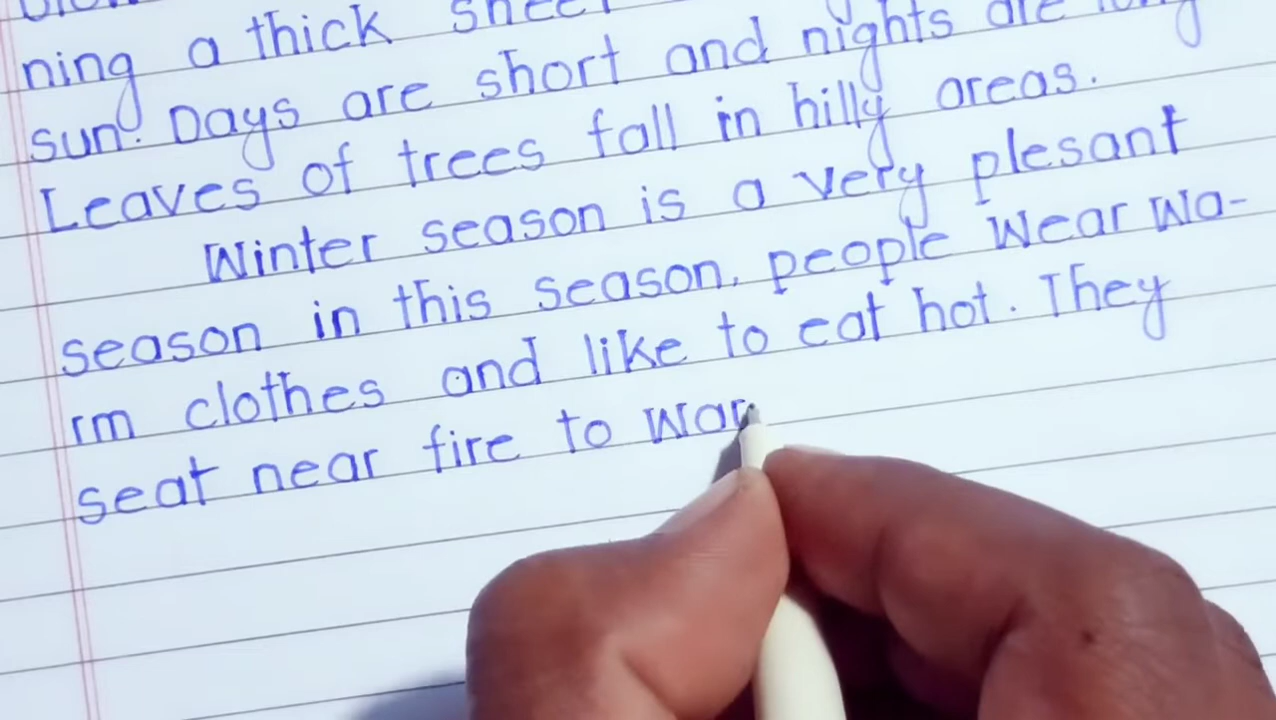 ning a thick sheet
sun. Days are short and nights are long
Leaves of trees fall in hilly areas.
Winter season is a very plesant
season in this season, people wear wa-
rm clothes and like to eat hot. They
seat near fire to war